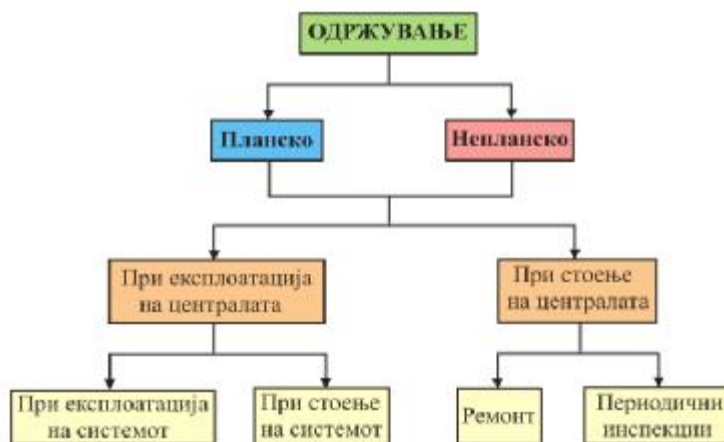 ОДРЖУВАЊЕ
Планско
Непланско
При експлоатација
на централата
При стоење
на централата
При експлоатација
на системот
При стоење
на системот
Ремонт
Периодични
инспекции